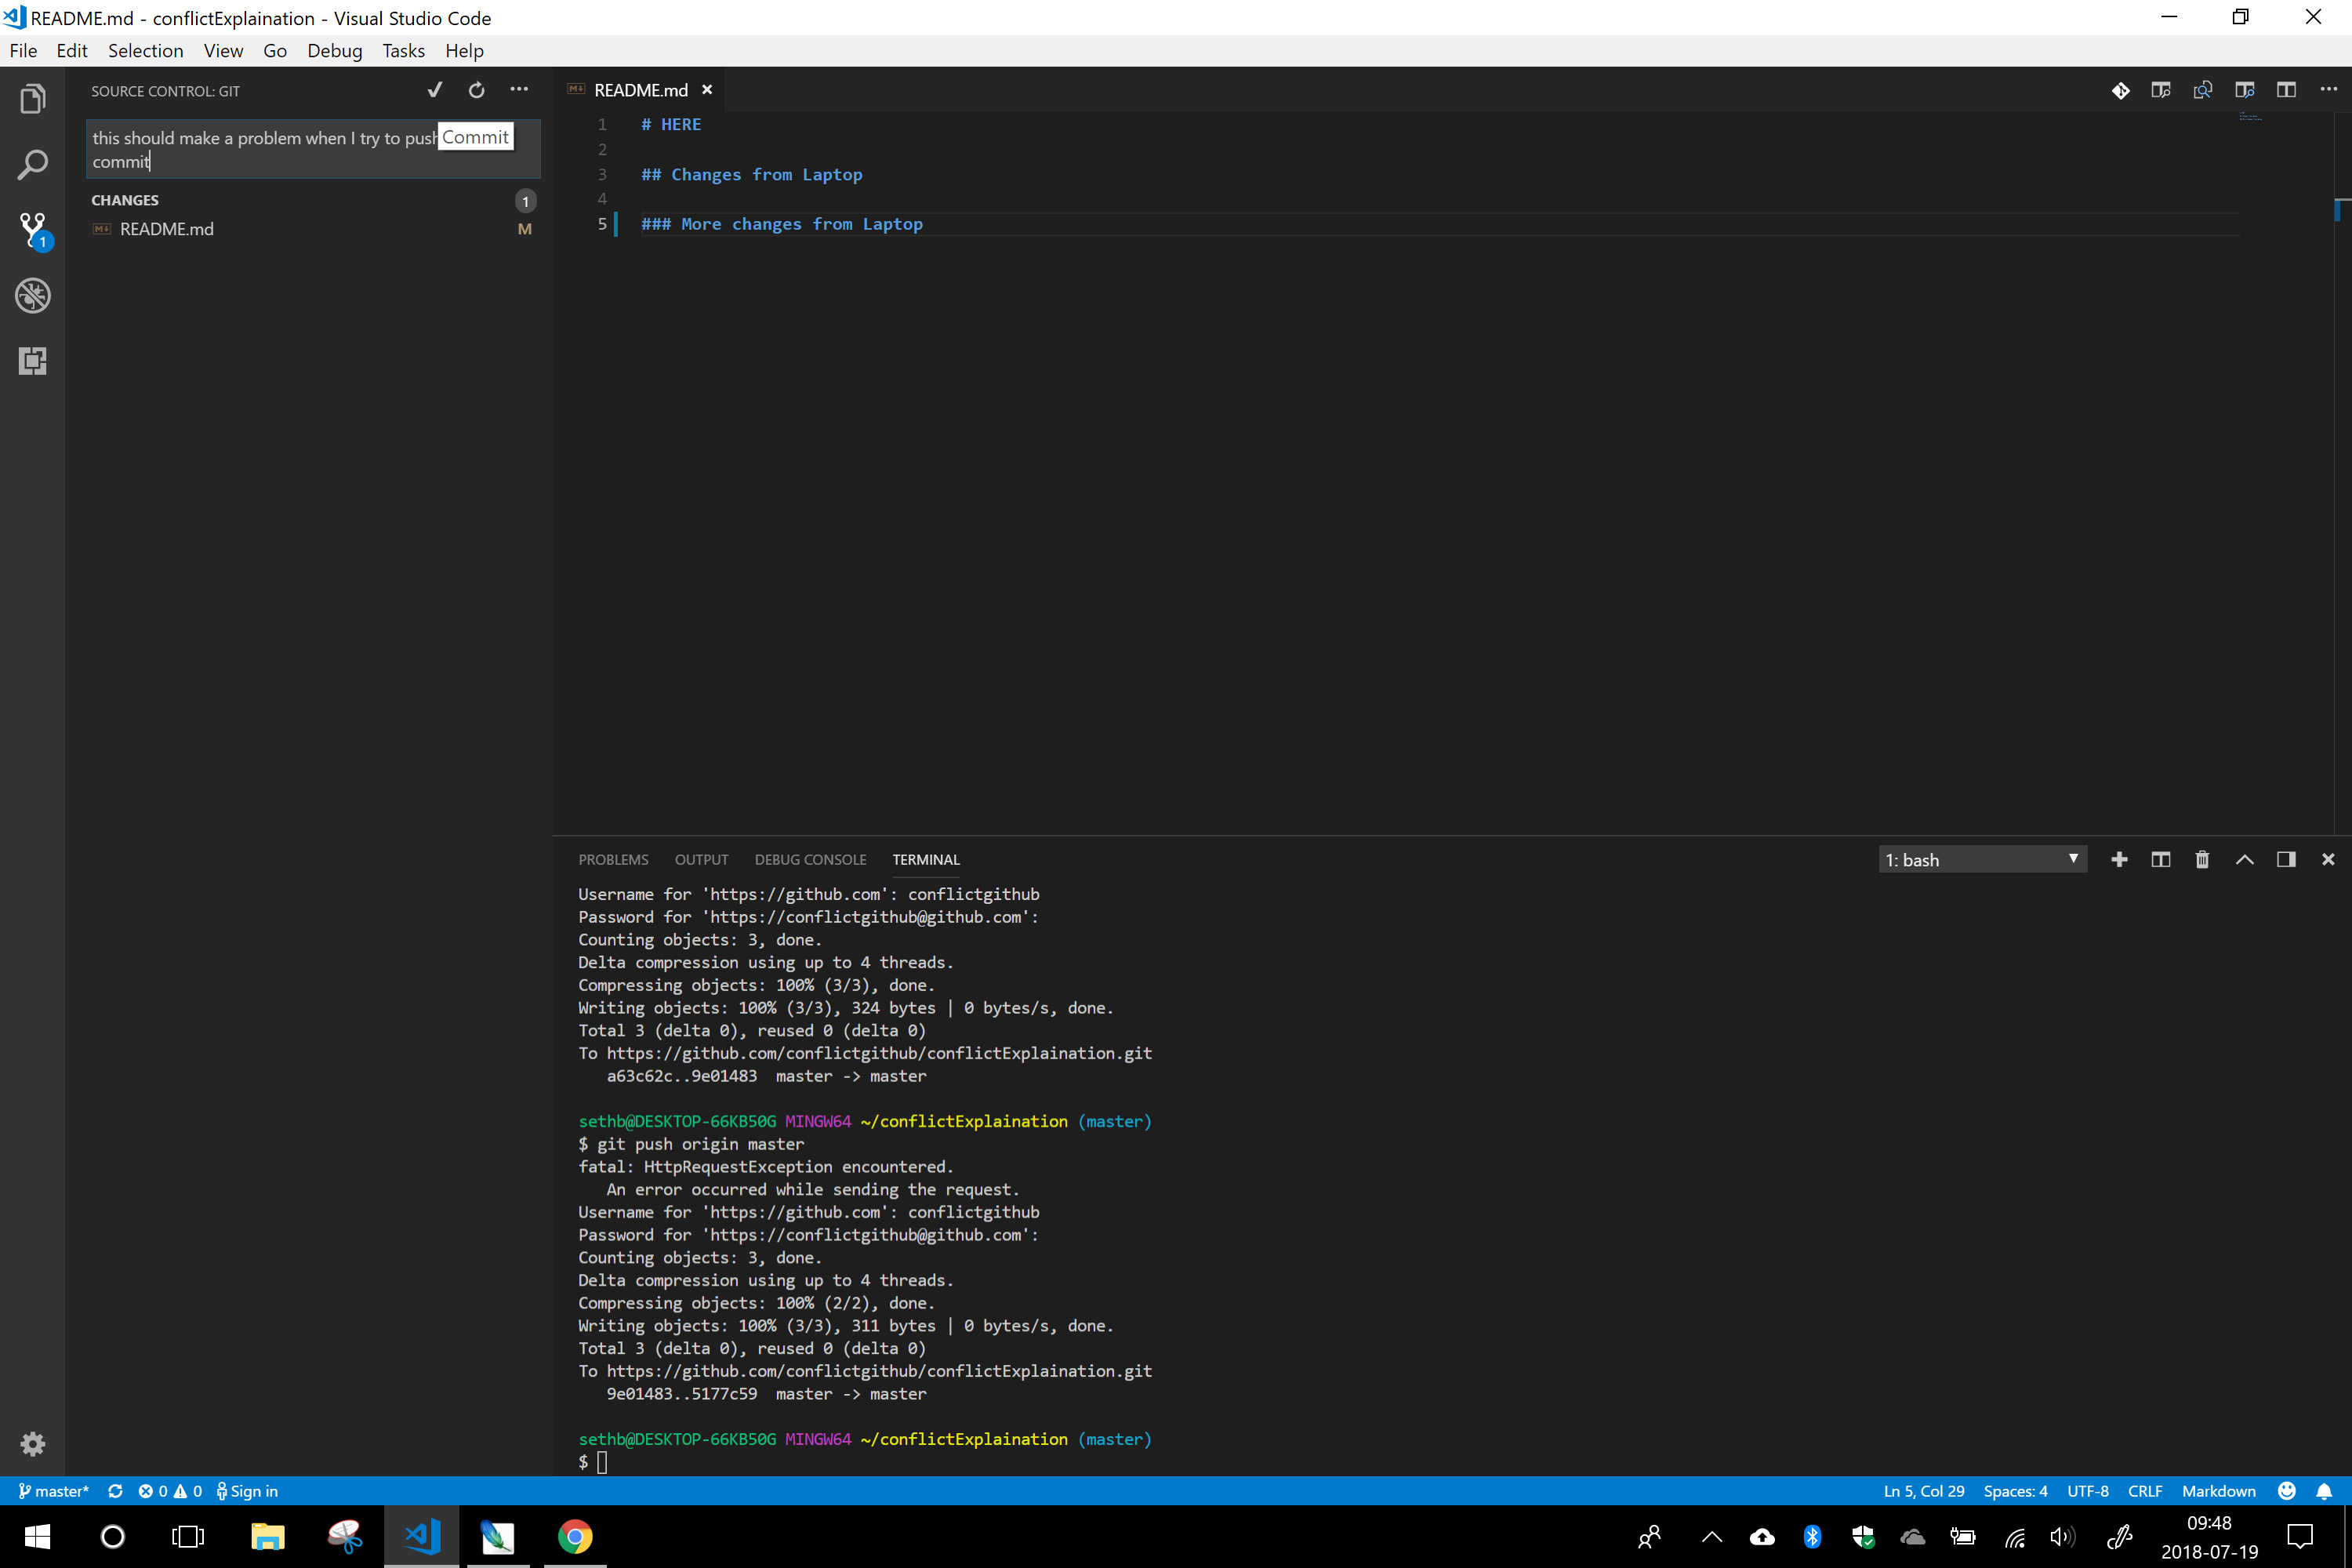 README.md - conflictExplaination - Visual Studio Code
File Edit Selection View Go Debug Tasks Help
SOURCE CONTROL: GIT
this should make a problem when I try to push
Commit
commit
CHANGES 1
M↓ README.md M
1
M↓ README.md ×
1 # HERE
2
3 ## Changes from Laptop
4
5 ### More changes from Laptop
PROBLEMS OUTPUT DEBUG CONSOLE TERMINAL 1: bash
Username for 'https://github.com': conflictgithub
Password for 'https://conflictgithub@github.com':
Counting objects: 3, done.
Delta compression using up to 4 threads.
Compressing objects: 100% (3/3), done.
Writing objects: 100% (3/3), 324 bytes | 0 bytes/s, done.
Total 3 (delta 0), reused 0 (delta 0)
To https://github.com/conflictgithub/conflictExplaination.git
a63c62c..9e01483 master -> master
sethb@DESKTOP-66KB50G MINGW64 ~/conflictExplaination (master)
$ git push origin master
fatal: HttpRequestException encountered.
An error occurred while sending the request.
Username for 'https://github.com': conflictgithub
Password for 'https://conflictgithub@github.com':
Counting objects: 3, done.
Delta compression using up to 4 threads.
Compressing objects: 100% (2/2), done.
Writing objects: 100% (3/3), 311 bytes | 0 bytes/s, done.
Total 3 (delta 0), reused 0 (delta 0)
To https://github.com/conflictgithub/conflictExplaination.git
9e01483..5177c59 master -> master
sethb@DESKTOP-66KB50G MINGW64 ~/conflictExplaination (master)
$
master* 0 0 Sign in Ln 5, Col 29 Spaces: 4 UTF-8 CRLF Markdown
09:48
2018-07-19